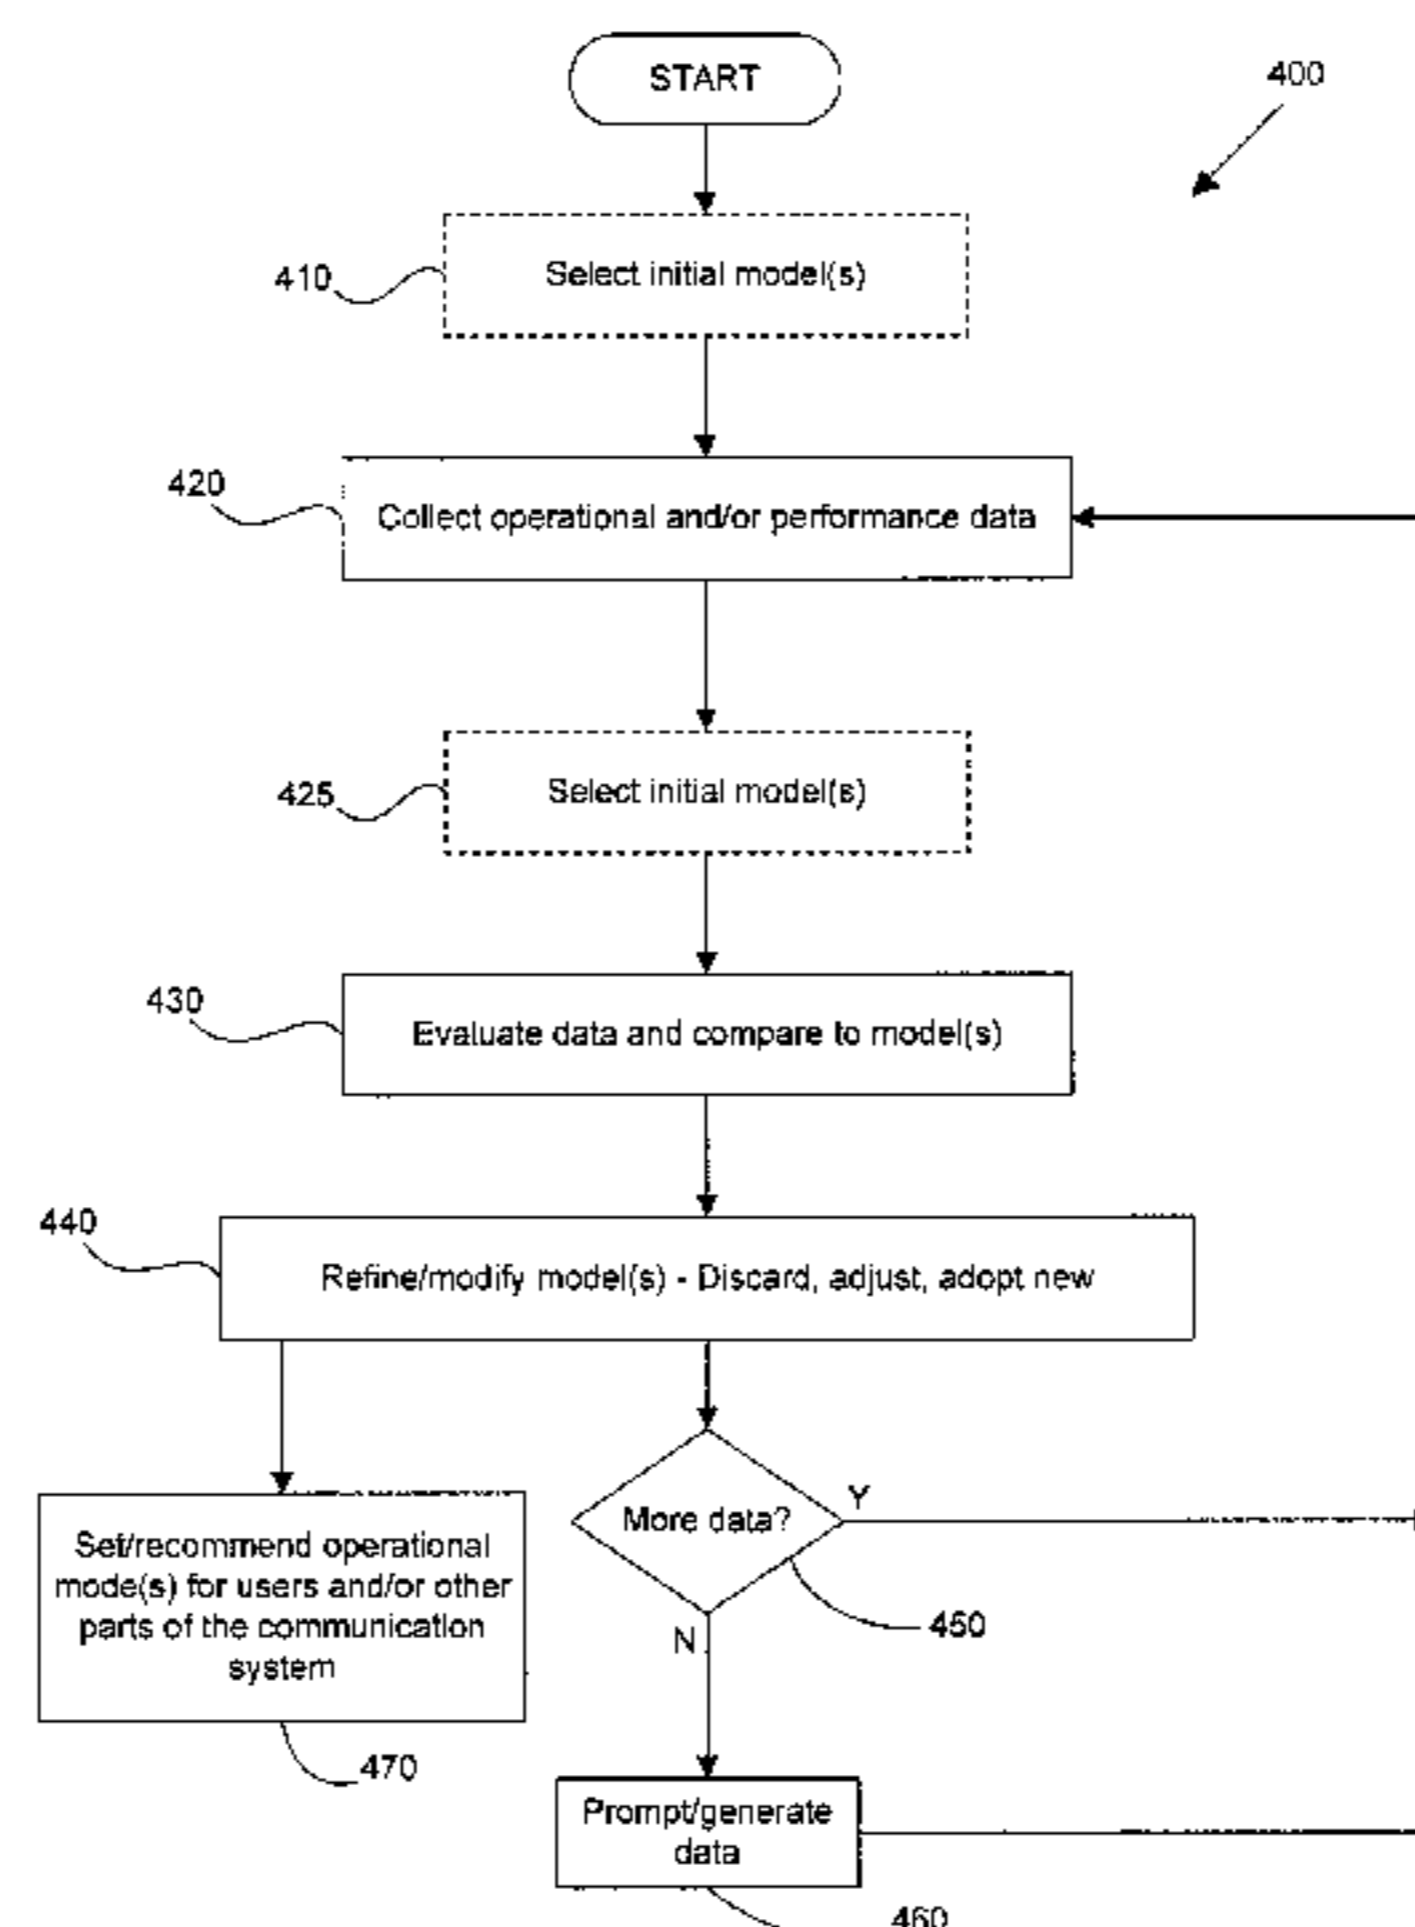 START
400
410
Select initial model(s)
420
Collect operational and/or performance data
425
Select initial model(s)
430
Evaluate data and compare to model(s)
440
Refine/modify model(s) - Discard, adjust, adopt new
Set/recommend operational
mode(s) for users and/or other
parts of the communication
system
470
More data?
Y
N
450
Prompt/generate
data
460